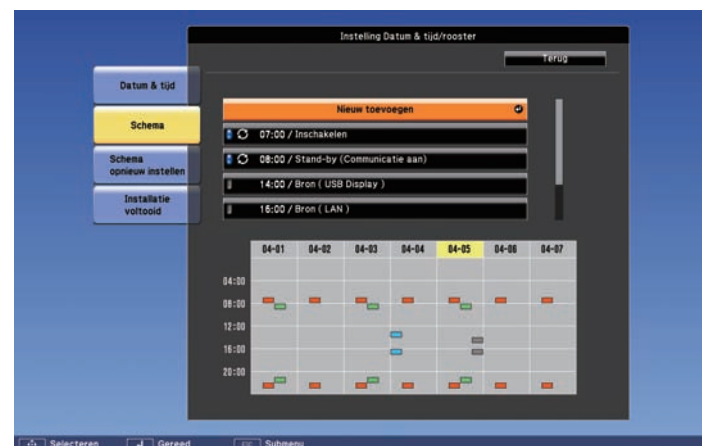 Instelling Datum & tijd/rooster
Terug
Datum & tijd
Schema
Schema
opnieuw instellen
Installatie
voltooid
Nieuw toevoegen
07:00 / Inschakelen
08:00 / Stand-by (Communicatie aan)
14:00 / Bron ( USB Display )
16:00 / Bron ( LAN )
04-01 04-02 04-03 04-04 04-05 04-06 04-07
04:00
08:00
12:00
16:00
20:00
Selecteren Gereed Submenu